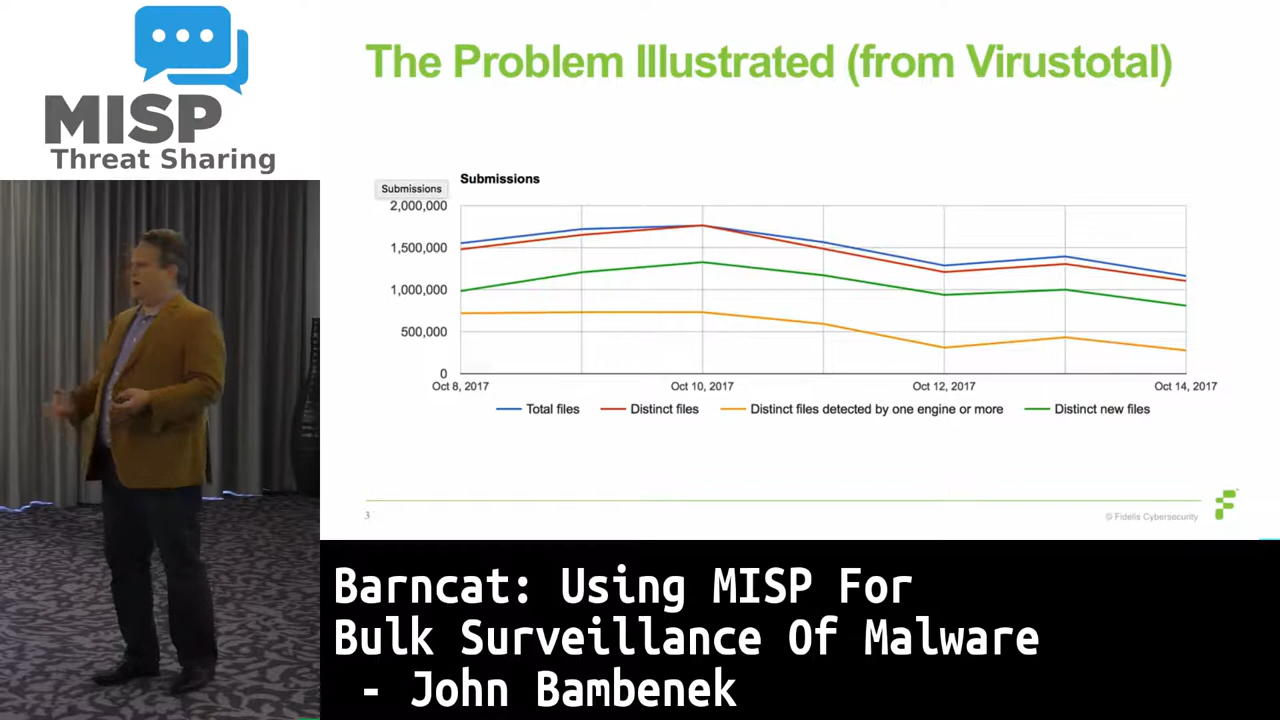 MISP
Threat Sharing
The Problem Illustrated (from Virustotal)
Submissions
Submissions
2,000,000
1,500,000
1,000,000
500,000
0
Oct 8, 2017 Oct 10, 2017 Oct 12, 2017 Oct 14, 2017
Total files Distinct files Distinct files detected by one engine or more Distinct new files
3
© Fidelis Cybersecurity
Barncat: Using MISP For
Bulk Surveillance Of Malware
- John Bambenek